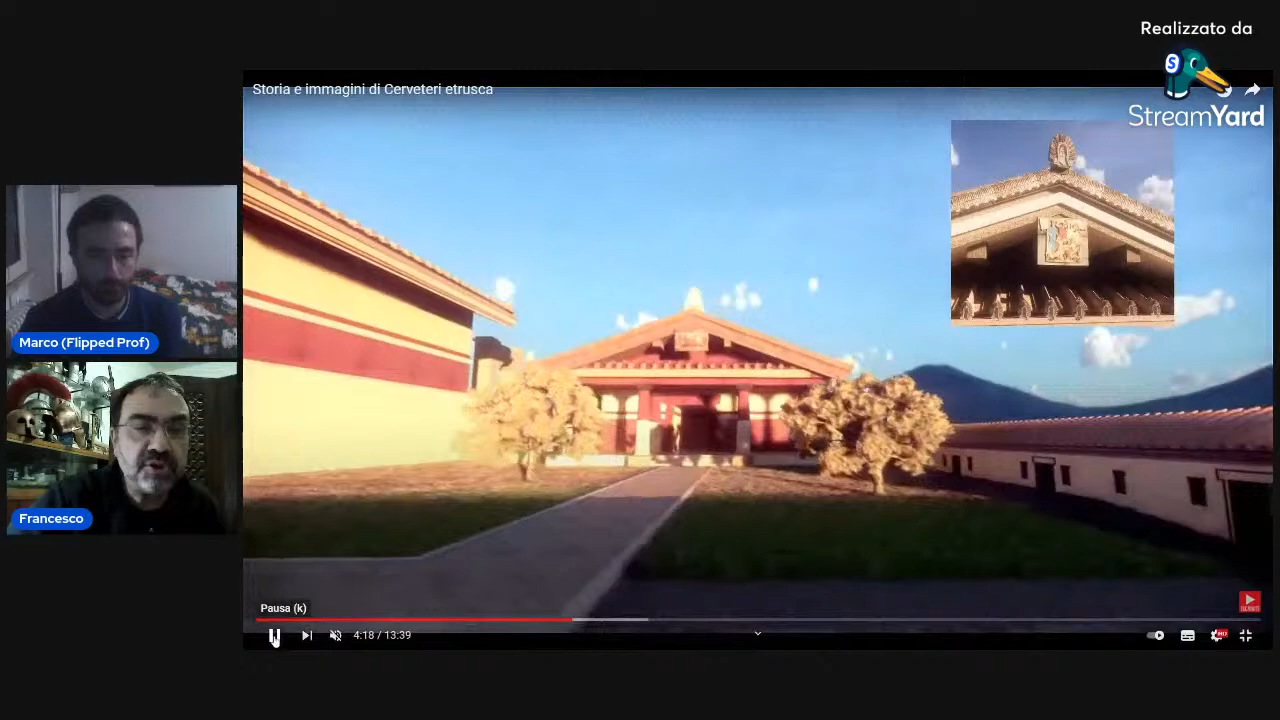 Realizzato da
StreamYard
Storia e immagini di Cerveteri etrusca
Marco (Flipped Prof)
Francesco
Pausa (k)
4:18 / 13:39